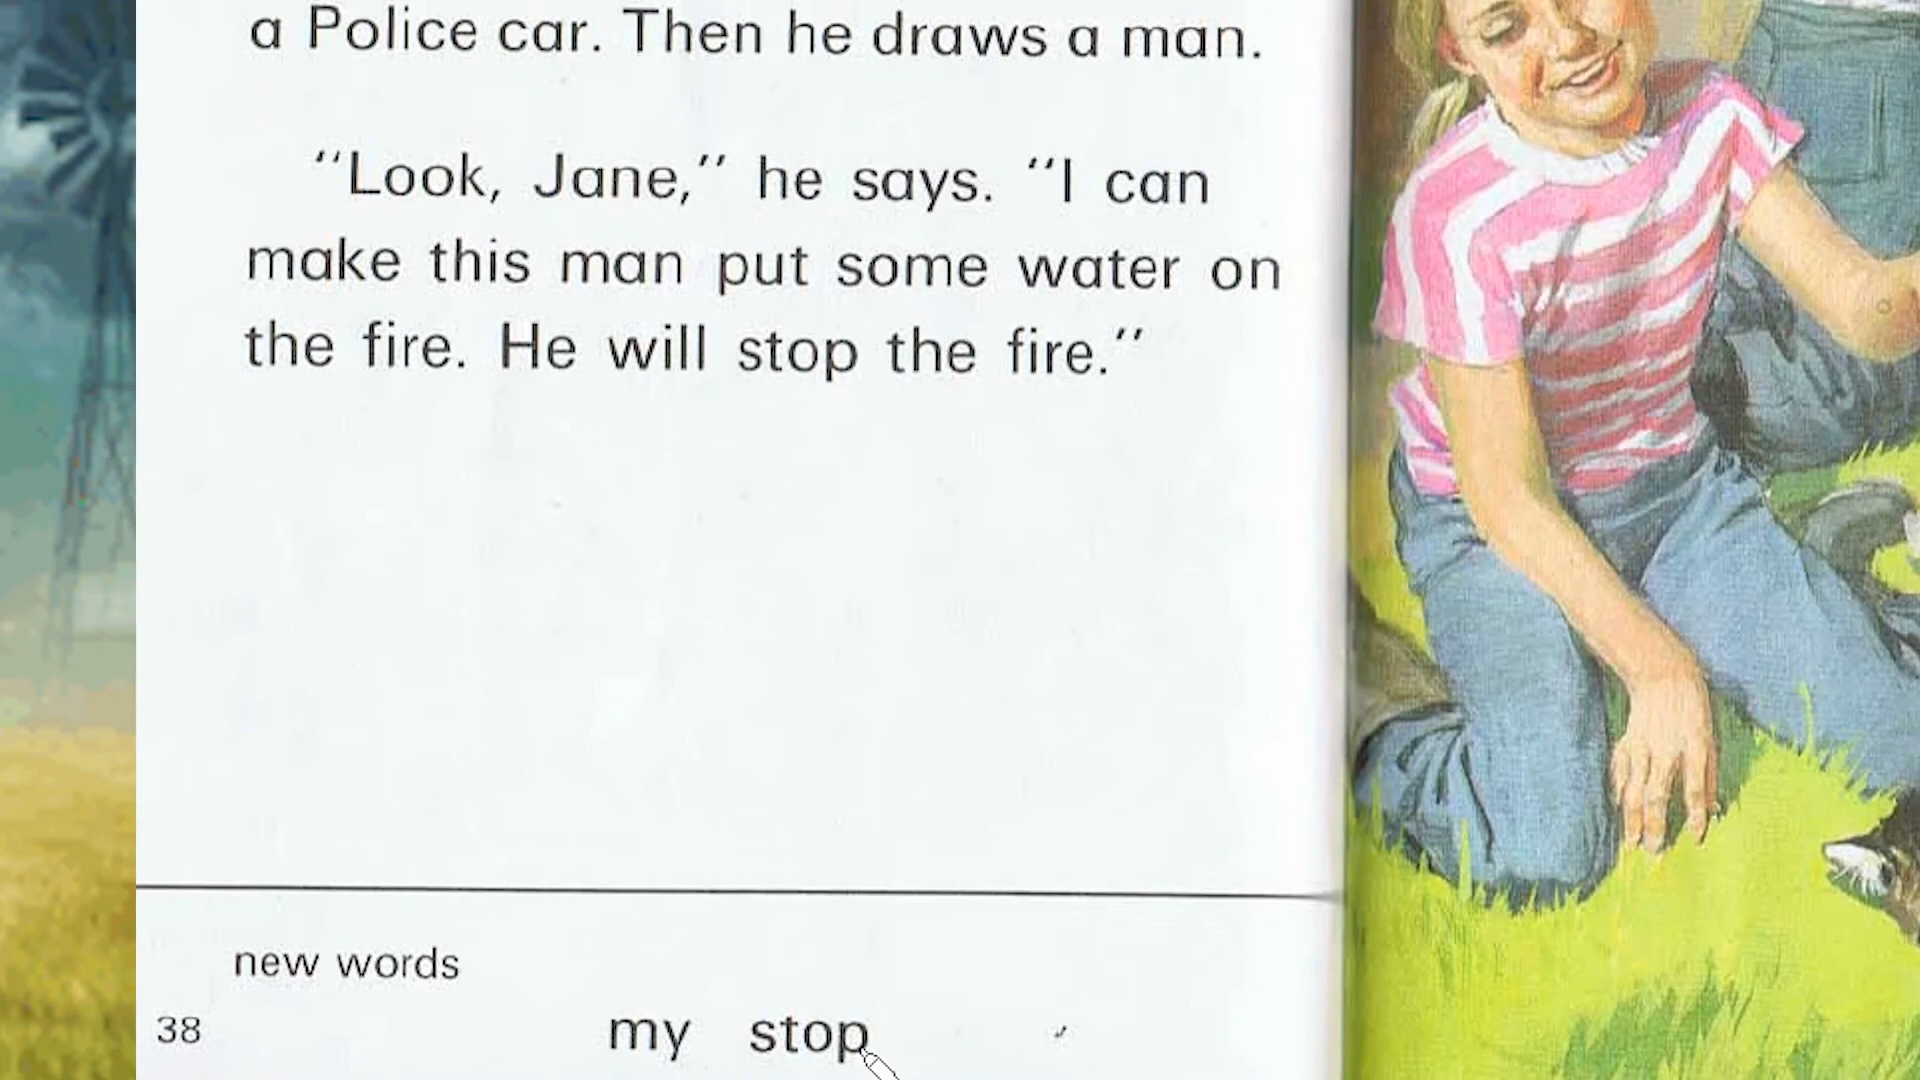 a Police car. Then he draws a man.
"Look, Jane," he says. "I can
make this man put some water on
the fire. He will stop the fire."
new words
38
my stop